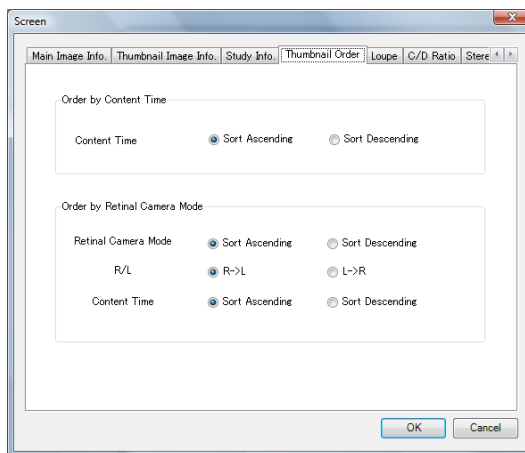 Screen
Main Image Info. Thumbnail Image Info. Study Info. Thumbnail Order Loupe C/D Ratio Stere
Order by Content Time
Content Time Sort Ascending Sort Descending
Order by Retinal Camera Mode
Retinal Camera Mode Sort Ascending Sort Descending
R/L R->L L->R
Content Time Sort Ascending Sort Descending
OK Cancel